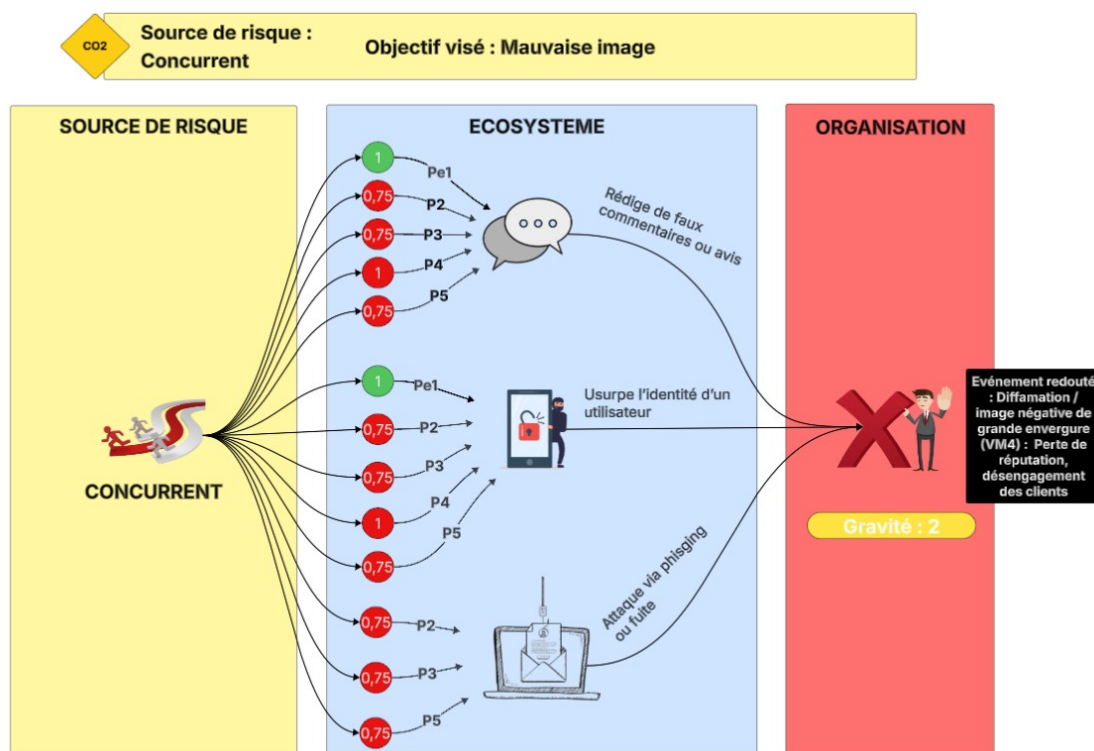 CO2
Source de risque :
Concurrent
Objectif visé : Mauvaise image
SOURCE DE RISQUE
ECOSYSTEME
ORGANISATION
1
Pe1
0,75
P2
0,75
P3
1
P4
0,75
P5
Rédige de faux
commentaires ou avis
1
Pe1
0,75
P2
0,75
P3
1
P4
0,75
P5
Usurpe l'identité d'un
utilisateur
CONCURRENT
Evénement redouté
: Diffamation /
image négative de
grande envergure
(VM4) : Perte de
réputation,
désengagement
des clients
Gravité : 2
0,75
P2
0,75
P3
0,75
P5
Attaque via phisging
ou fuite